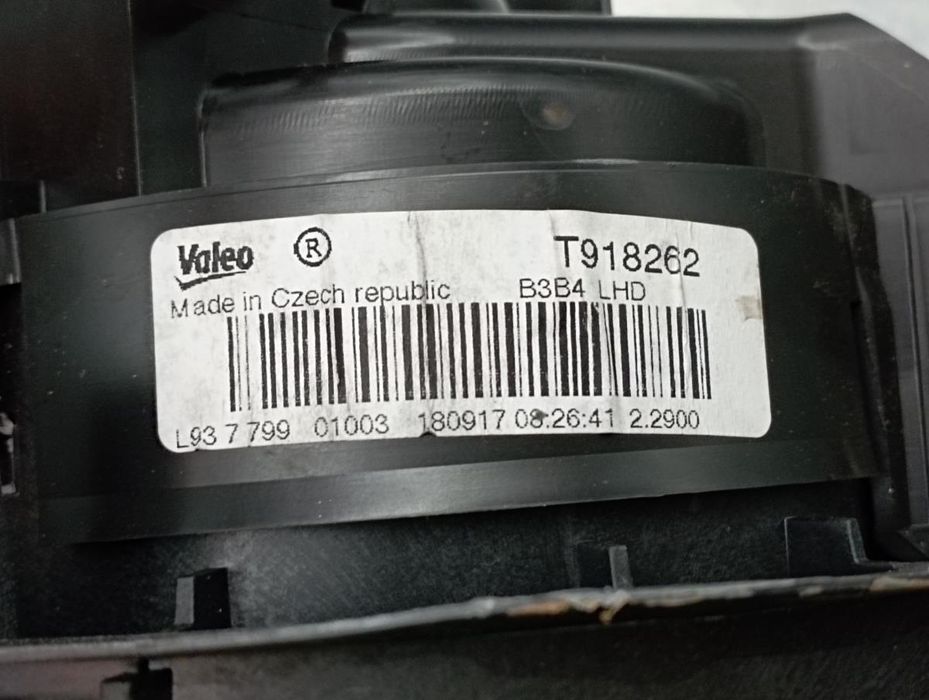 Valeo ® T918262
Made in Czech republic B3B4 LHD
L93 7 799 01003 180917 08:26:41 2.2900